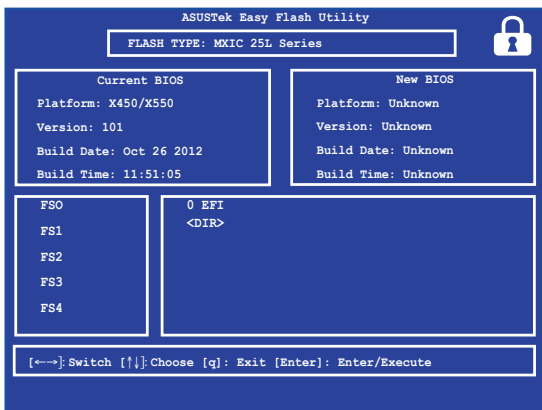 ASUSTek Easy Flash Utility
FLASH TYPE: MXIC 25L Series
Current BIOS
Platform: X450/X550
Version: 101
Build Date: Oct 26 2012
Build Time: 11:51:05
New BIOS
Platform: Unknown
Version: Unknown
Build Date: Unknown
Build Time: Unknown
FSO
FS1
FS2
FS3
FS4
0 EFI
<DIR>
[←→]: Switch [↑↓]: Choose [q]: Exit [Enter]: Enter/Execute